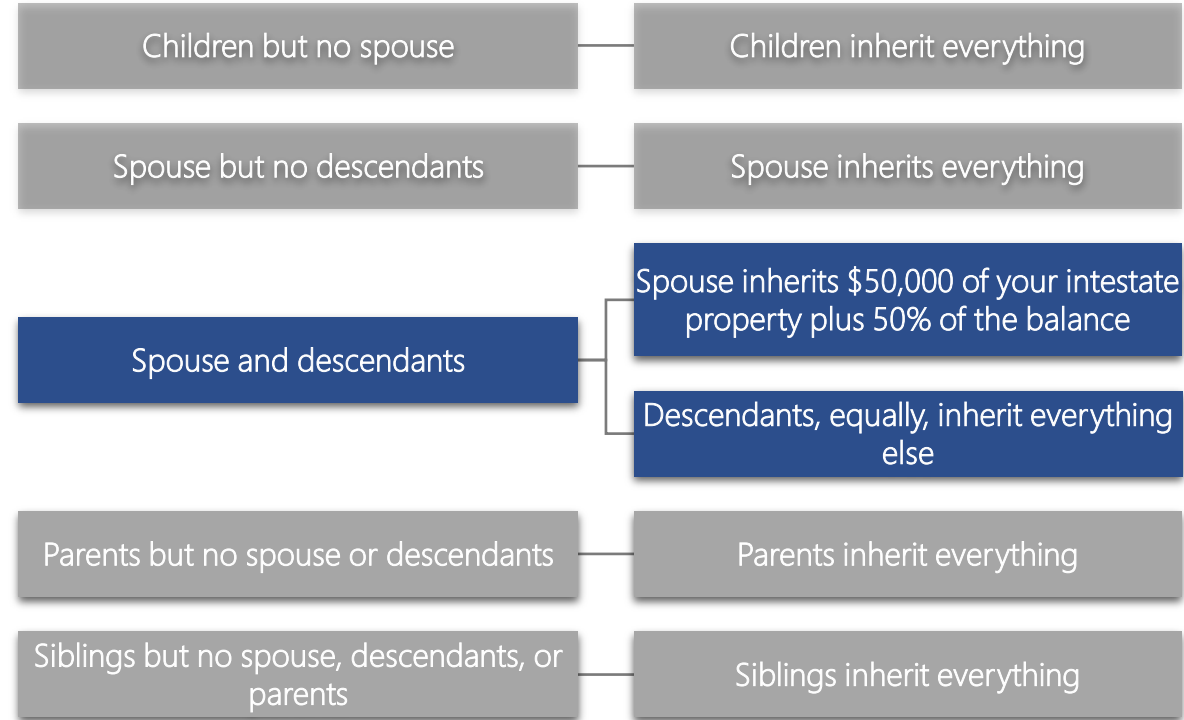 Children but no spouse
Children inherit everything
Spouse but no descendants
Spouse inherits everything
Spouse and descendants
Spouse inherits $50,000 of your intestate
property plus 50% of the balance
Descendants, equally, inherit everything
else
Parents but no spouse or descendants
Parents inherit everything
Siblings but no spouse, descendants, or
parents
Siblings inherit everything